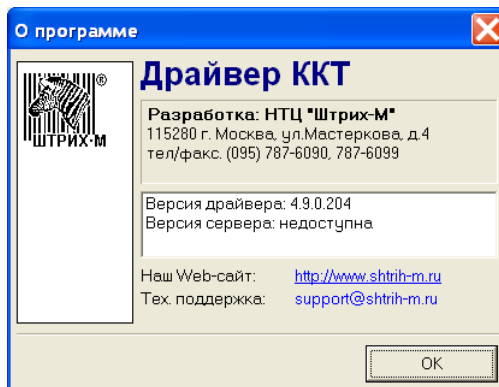 О программе
Драйвер ККТ
ШТРИХ-М®
Разработка: НТЦ "Штрих-М"
115280 г. Москва, ул.Мастеркова, д.4
тел/факс. (095) 787-6090, 787-6099
Версия драйвера: 4.9.0.204
Версия сервера: недоступна
Наш Web-сайт: http://www.shtrih-m.ru
Тех. поддержка: support@shtrih-m.ru
OK